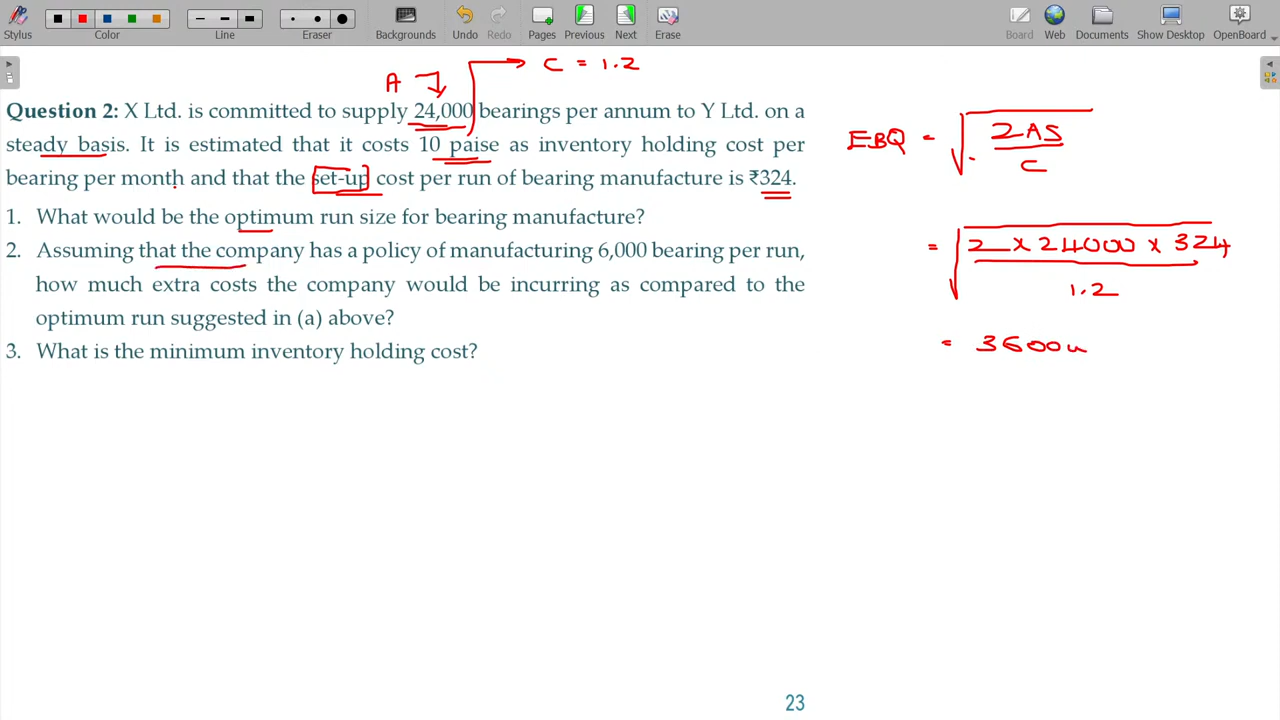 Stylus Color Line Eraser Backgrounds Undo Redo Pages Previous Next Erase Board Web Documents Show Desktop OpenBoard
A C = 1.2
Question 2: X Ltd. is committed to supply 24,000 bearings per annum to Y Ltd. on a
steady basis. It is estimated that it costs 10 paise as inventory holding cost per
bearing per month and that the set-up cost per run of bearing manufacture is ₹324.
1. What would be the optimum run size for bearing manufacture?
2. Assuming that the company has a policy of manufacturing 6,000 bearing per run,
how much extra costs the company would be incurring as compared to the
optimum run suggested in (a) above?
3. What is the minimum inventory holding cost?
EBQ = √ 2AS
C
= √ 2 × 24000 × 324
1.2
= 3600u
23